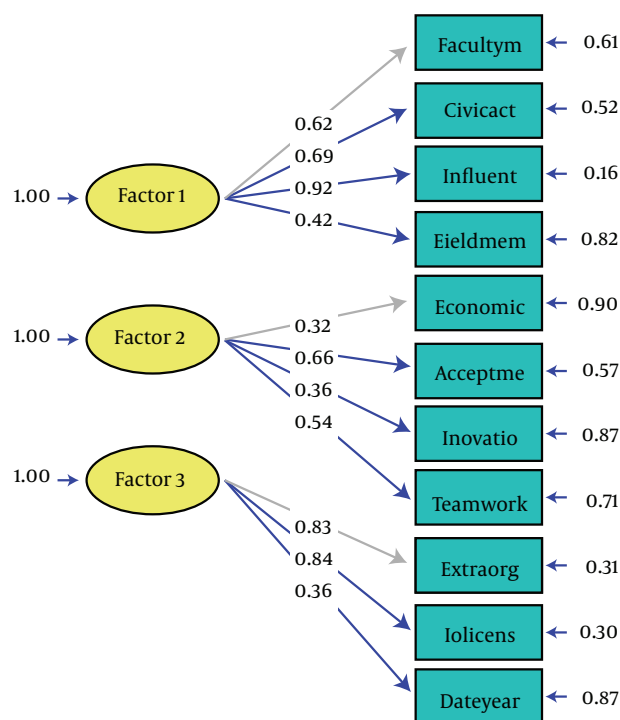 Facultym 0.61
0.62
Civicact 0.52
0.69
Influent 0.16
1.00 Factor 1 0.92
0.42
Eieldmem 0.82
Economic 0.90
0.32
1.00 Factor 2
0.66
Acceptme 0.57
0.36
0.54
Inovatio 0.87
1.00 Factor 3
Teamwork 0.71
0.83
0.84
Extraorg 0.31
0.36
Iolicens 0.30
Dateyear 0.87